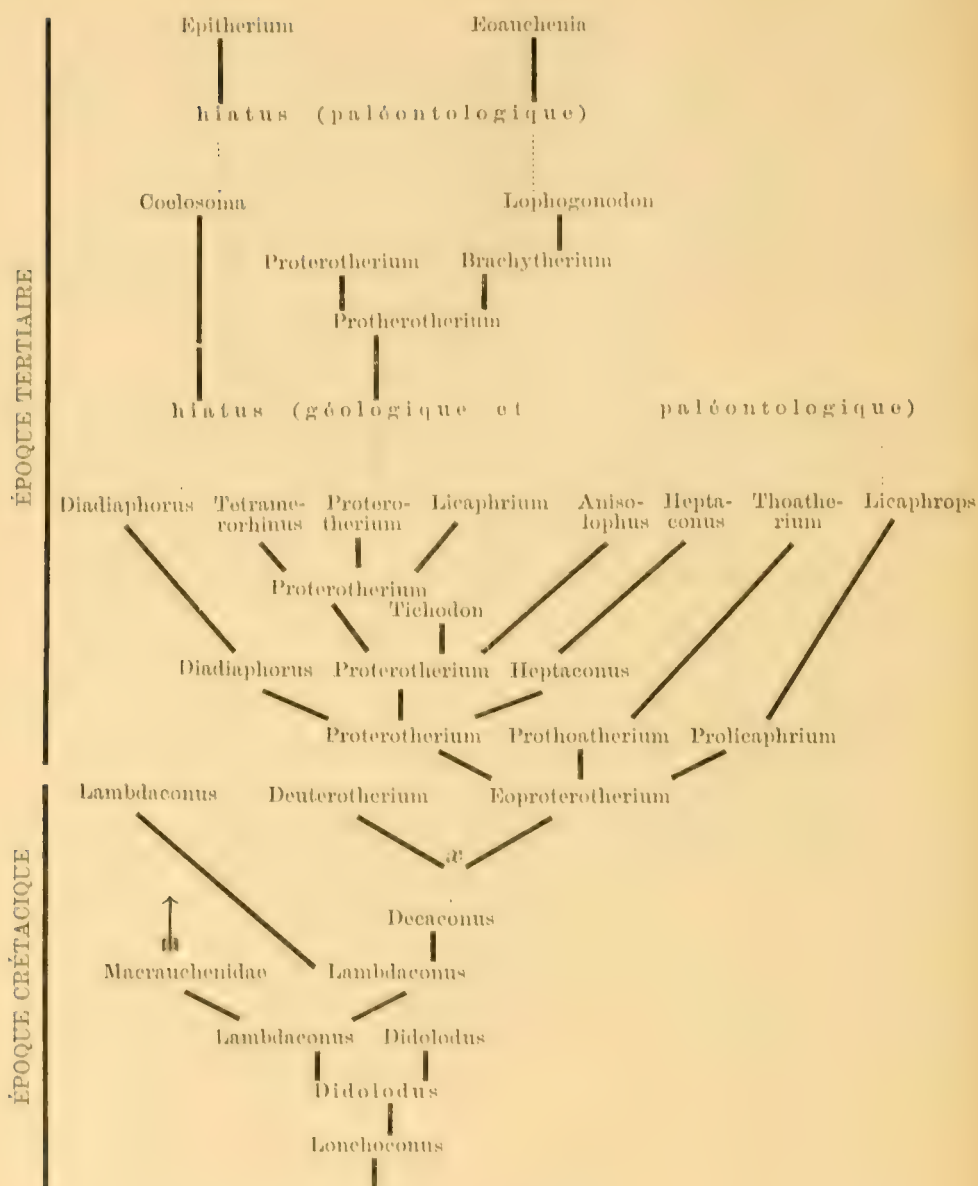 Epitherium Eoauchenia
hiatus (paléontologique)
Coelosoma Lophogonodon
Proterotherium Brachytherium
Protherotherium
hiatus (géologique et paléontologique)
Diadiaphorus Tetrame- Protero- Licaphrium Aniso- Hepta- Thoathe- Licaphrops
rorhinus therium lophus conus rium
Proterotherium
Tichodon
Diadiaphorus Proterotherium Heptaconus
Proterotherium Prothoatherium Prolicaphrium
ÉPOQUE TERTIAIRE
Lambdaconus Deuterotherium Eoproterotherium
x
Decaconus
Macrauchenidae Lambdaconus
Lambdaconus Didolodus
Didolodus
Lonchoconus
ÉPOQUE CRÉTACIQUE